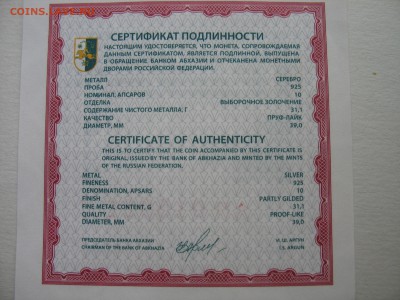 COINS.SU
СЕРТИФИКАТ ПОДЛИННОСТИ
НАСТОЯЩИМ УДОСТОВЕРЯЕТСЯ, ЧТО МОНЕТА, СОПРОВОЖДАЕМАЯ
ДАННЫМ СЕРТИФИКАТОМ, ЯВЛЯЕТСЯ ПОДЛИННОЙ, ВЫПУЩЕНА
В ОБРАЩЕНИЕ БАНКОМ АБХАЗИИ И ОТЧЕКАНЕНА МОНЕТНЫМИ
ДВОРАМИ РОССИЙСКОЙ ФЕДЕРАЦИИ.
МЕТАЛЛ СЕРЕБРО
ПРОБА 925
НОМИНАЛ, АПСАРОВ 10
ОТДЕЛКА ВЫБОРОЧНОЕ ЗОЛОЧЕНИЕ
СОДЕРЖАНИЕ ЧИСТОГО МЕТАЛЛА, Г 31,1
КАЧЕСТВО ПРУФ-ЛАЙК
ДИАМЕТР, ММ 39,0
CERTIFICATE OF AUTHENTICITY
THIS IS TO CERTIFY THAT THE COIN ACCOMPANIED BY THIS CERTIFICATE IS
ORIGINAL, ISSUED BY THE BANK OF ABKHAZIA AND MINTED BY THE MINTS
OF THE RUSSIAN FEDERATION.
METAL SILVER
FINENESS 925
DENOMINATION, APSARS 10
FINISH PARTLY GILDED
FINE METAL CONTENT, G 31,1
QUALITY PROOF-LIKE
DIAMETER, MM 39,0
ПРЕДСЕДАТЕЛЬ БАНКА АБХАЗИИ И. Ш. АРГУН
CHAIRMAN OF THE BANK OF ABKHAZIA I.S. ARGUN